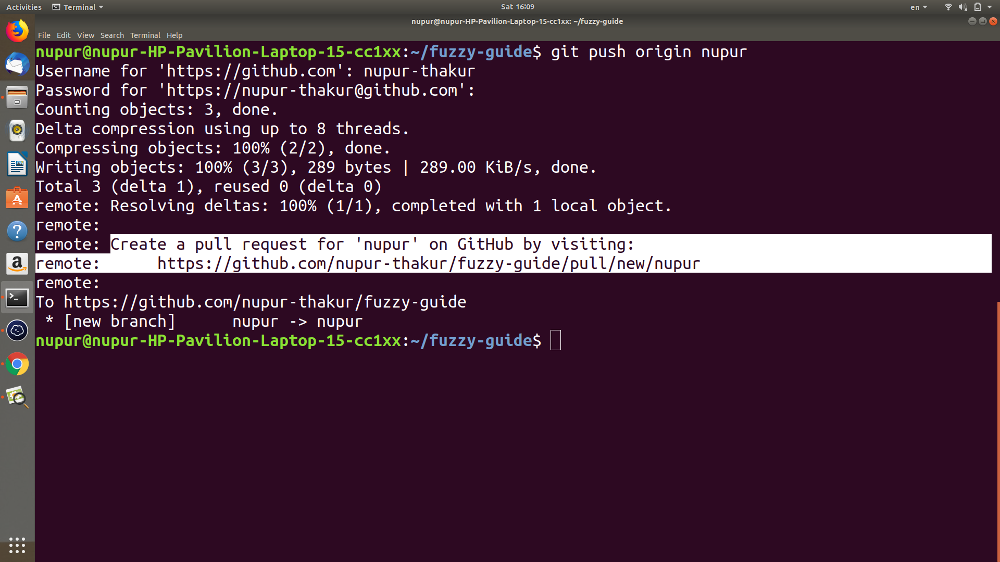 Activities Terminal Sat 16:09 en
nupur@nupur-HP-Pavilion-Laptop-15-cc1xx: ~/fuzzy-guide
File Edit View Search Terminal Help
nupur@nupur-HP-Pavilion-Laptop-15-cc1xx:~/fuzzy-guide$ git push origin nupur
Username for 'https://github.com': nupur-thakur
Password for 'https://nupur-thakur@github.com':
Counting objects: 3, done.
Delta compression using up to 8 threads.
Compressing objects: 100% (2/2), done.
Writing objects: 100% (3/3), 289 bytes | 289.00 KiB/s, done.
Total 3 (delta 1), reused 0 (delta 0)
remote: Resolving deltas: 100% (1/1), completed with 1 local object.
remote:
remote: Create a pull request for 'nupur' on GitHub by visiting:
remote:      https://github.com/nupur-thakur/fuzzy-guide/pull/new/nupur
remote:
To https://github.com/nupur-thakur/fuzzy-guide
 * [new branch]      nupur -> nupur
nupur@nupur-HP-Pavilion-Laptop-15-cc1xx:~/fuzzy-guide$